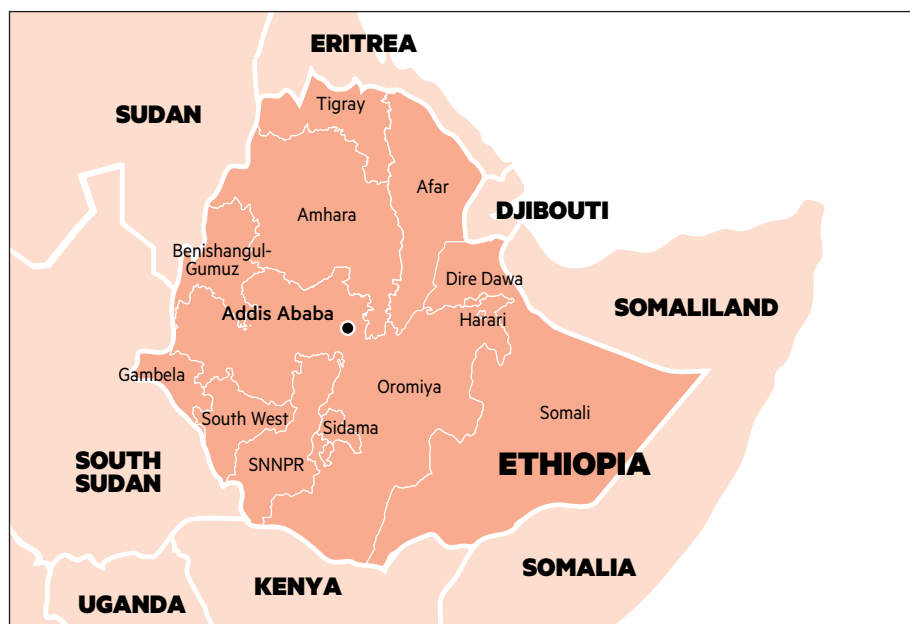 ERITREA
Tigray
SUDAN
Afar
DJIBOUTI
Amhara
Benishangul-
Gumuz
Dire Dawa
SOMALILAND
Addis Ababa
Harari
Gambela
Oromiya
South West
Somali
Sidama
SOUTH
SUDAN
SNNPR
ETHIOPIA
SOMALIA
KENYA
UGANDA